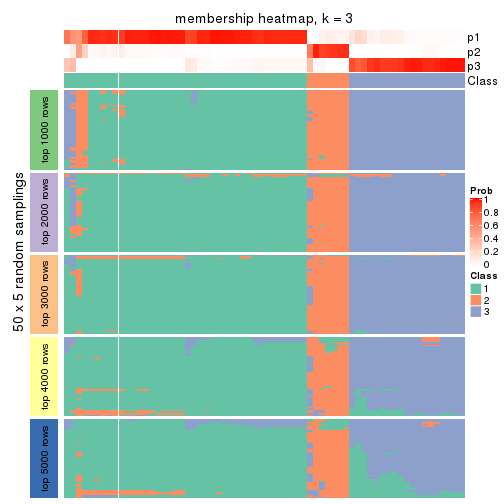 membership heatmap, k = 3
p1
p2
p3
Class
50 x 5 random samplings
top 1000 rows
top 2000 rows
top 3000 rows
top 4000 rows
top 5000 rows
Prob
1
0.8
0.6
0.4
0.2
0
Class
1
2
3